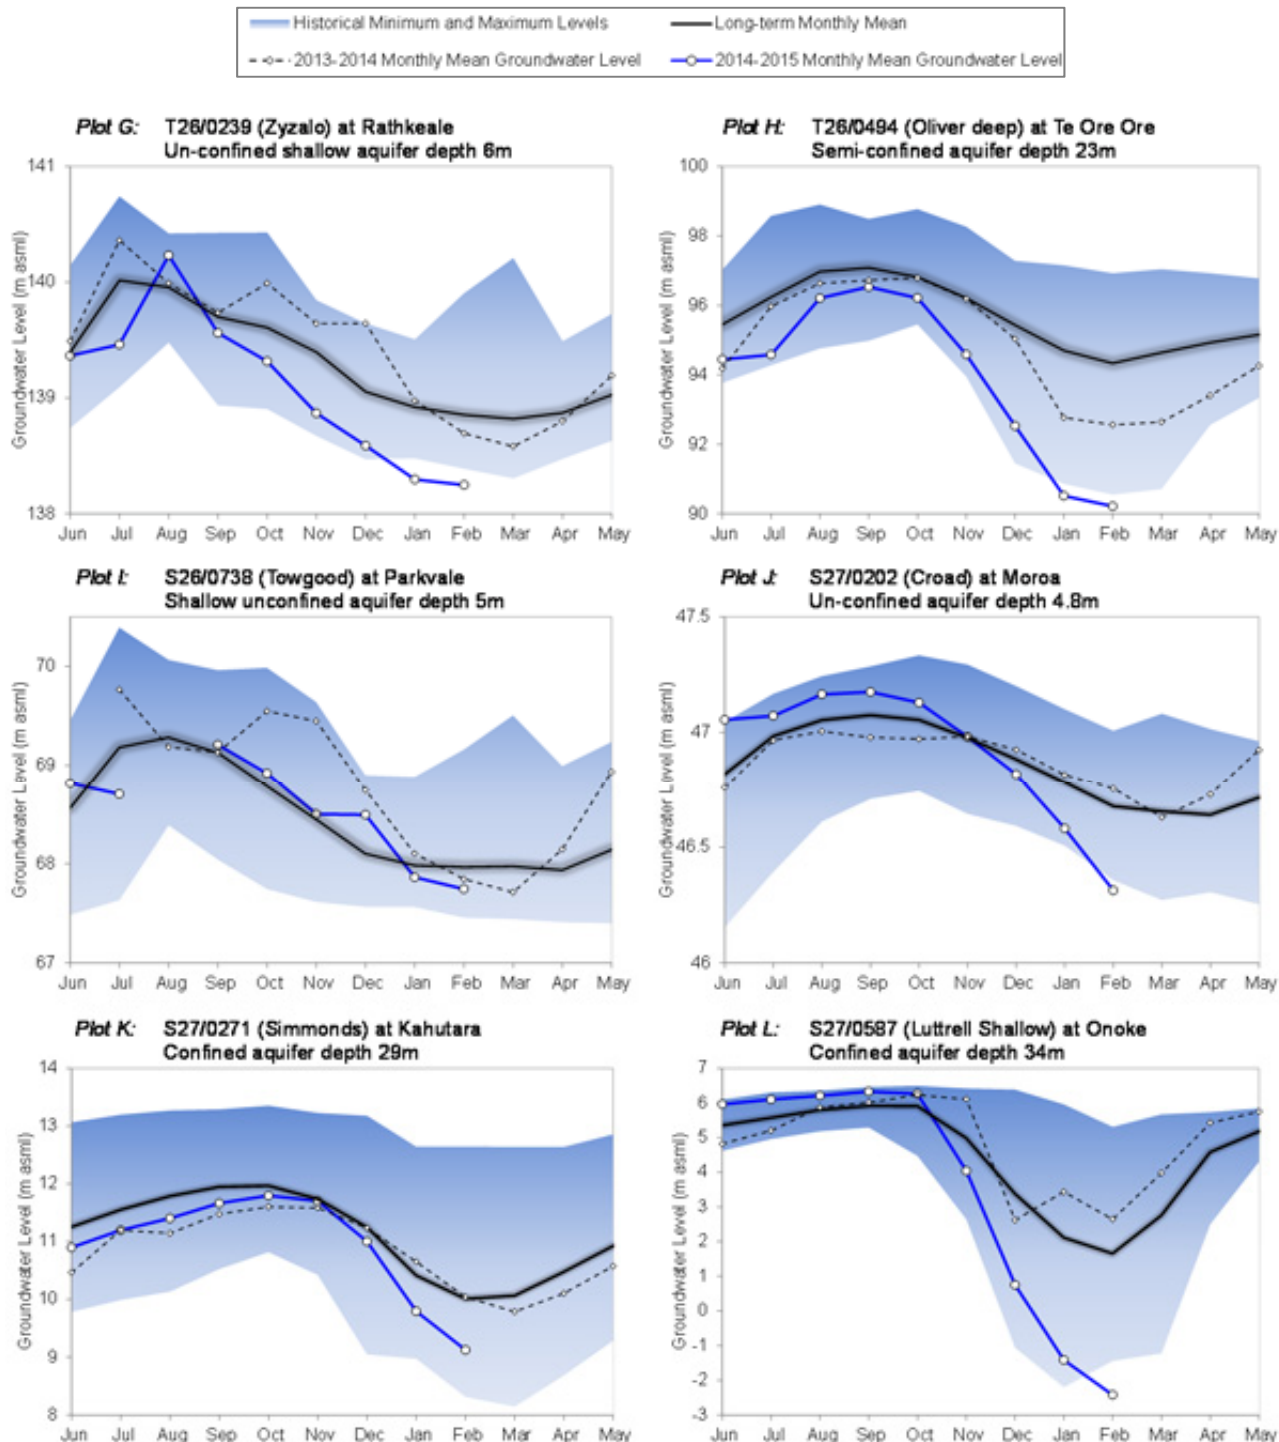 Historical Minimum and Maximum Levels
Long-term Monthly Mean
2013-2014 Monthly Mean Groundwater Level
2014-2015 Monthly Mean Groundwater Level
Plot G: T26/0239 (Zyzalo) at Rathkeale
Un-confined shallow aquifer depth 6m
Groundwater Level (m asml)
141
140
139
138
Jun Jul Aug Sep Oct Nov Dec Jan Feb Mar Apr May
Plot H: T26/0494 (Oliver deep) at Te Ore Ore
Semi-confined aquifer depth 23m
Groundwater Level (m asml)
100
98
96
94
92
90
Jun Jul Aug Sep Oct Nov Dec Jan Feb Mar Apr May
Plot I: S26/0738 (Towgood) at Parkvale
Shallow unconfined aquifer depth 5m
Groundwater Level (m asml)
70
69
68
67
Jun Jul Aug Sep Oct Nov Dec Jan Feb Mar Apr May
Plot J: S27/0202 (Croad) at Moroa
Un-confined aquifer depth 4.8m
Groundwater Level (m asml)
47.5
47
46.5
46
Jun Jul Aug Sep Oct Nov Dec Jan Feb Mar Apr May
Plot K: S27/0271 (Simmonds) at Kahutara
Confined aquifer depth 29m
Groundwater Level (m asml)
14
13
12
11
10
9
8
Jun Jul Aug Sep Oct Nov Dec Jan Feb Mar Apr May
Plot L: S27/0587 (Luttrell Shallow) at Onoke
Confined aquifer depth 34m
Groundwater Level (m asml)
7
6
5
4
3
2
1
0
-1
-2
-3
Jun Jul Aug Sep Oct Nov Dec Jan Feb Mar Apr May